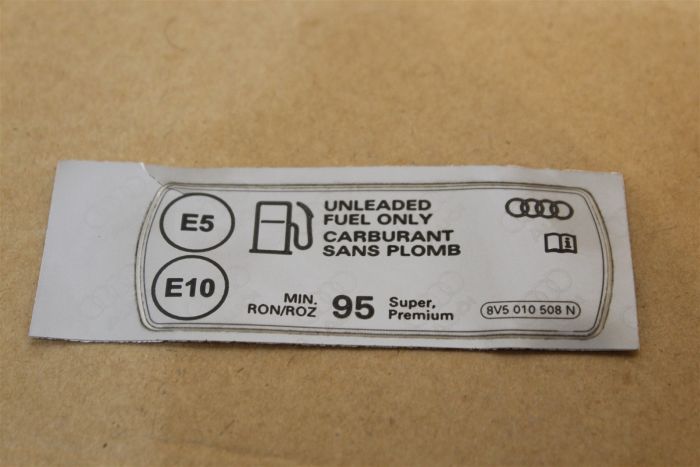 E5
E10
UNLEADED
FUEL ONLY
CARBURANT
SANS PLOMB
MIN.
RON/ROZ
95
Super,
Premium
8V5 010 508 N